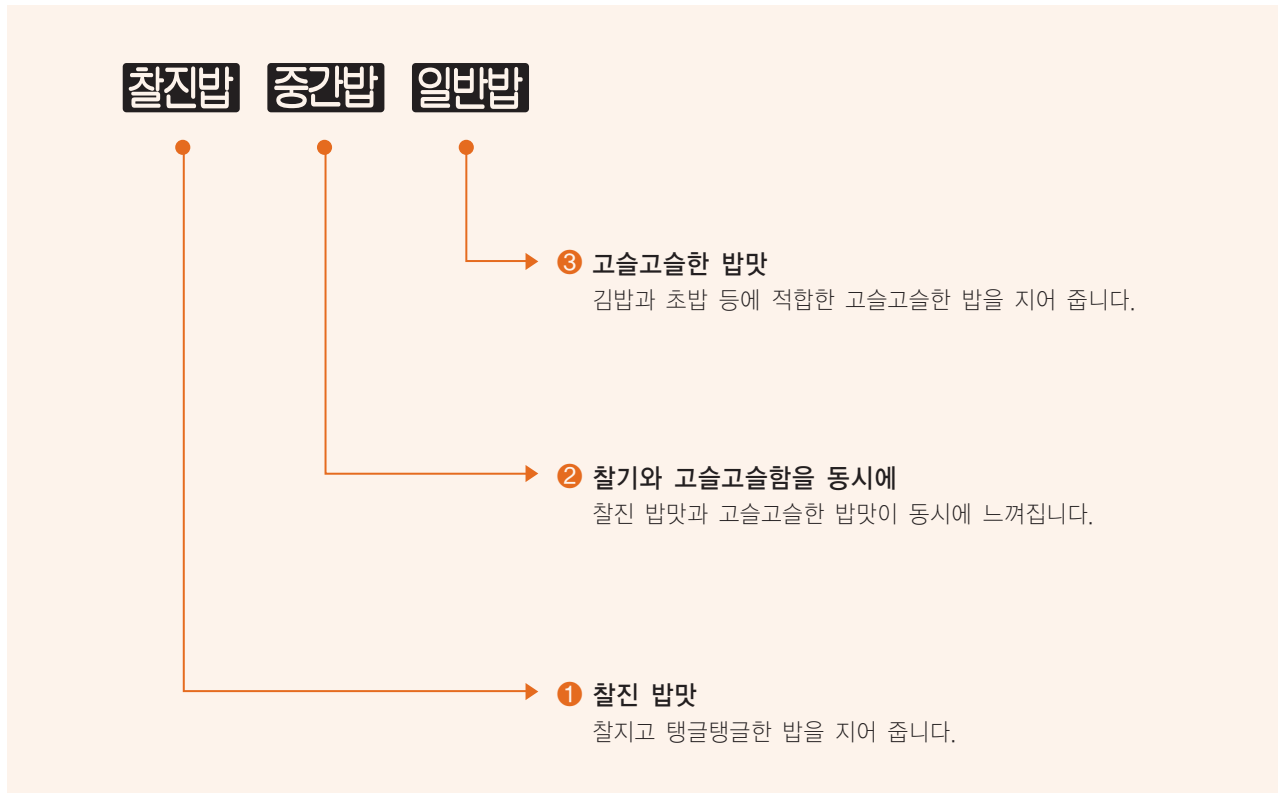 찰진밥 중간밥 일반밥
❸ 고슬고슬한 밥맛
김밥과 초밥 등에 적합한 고슬고슬한 밥을 지어 줍니다.
❷ 찰기와 고슬고슬함을 동시에
찰진 밥맛과 고슬고슬한 밥맛이 동시에 느껴집니다.
❶ 찰진 밥맛
찰지고 탱글탱글한 밥을 지어 줍니다.